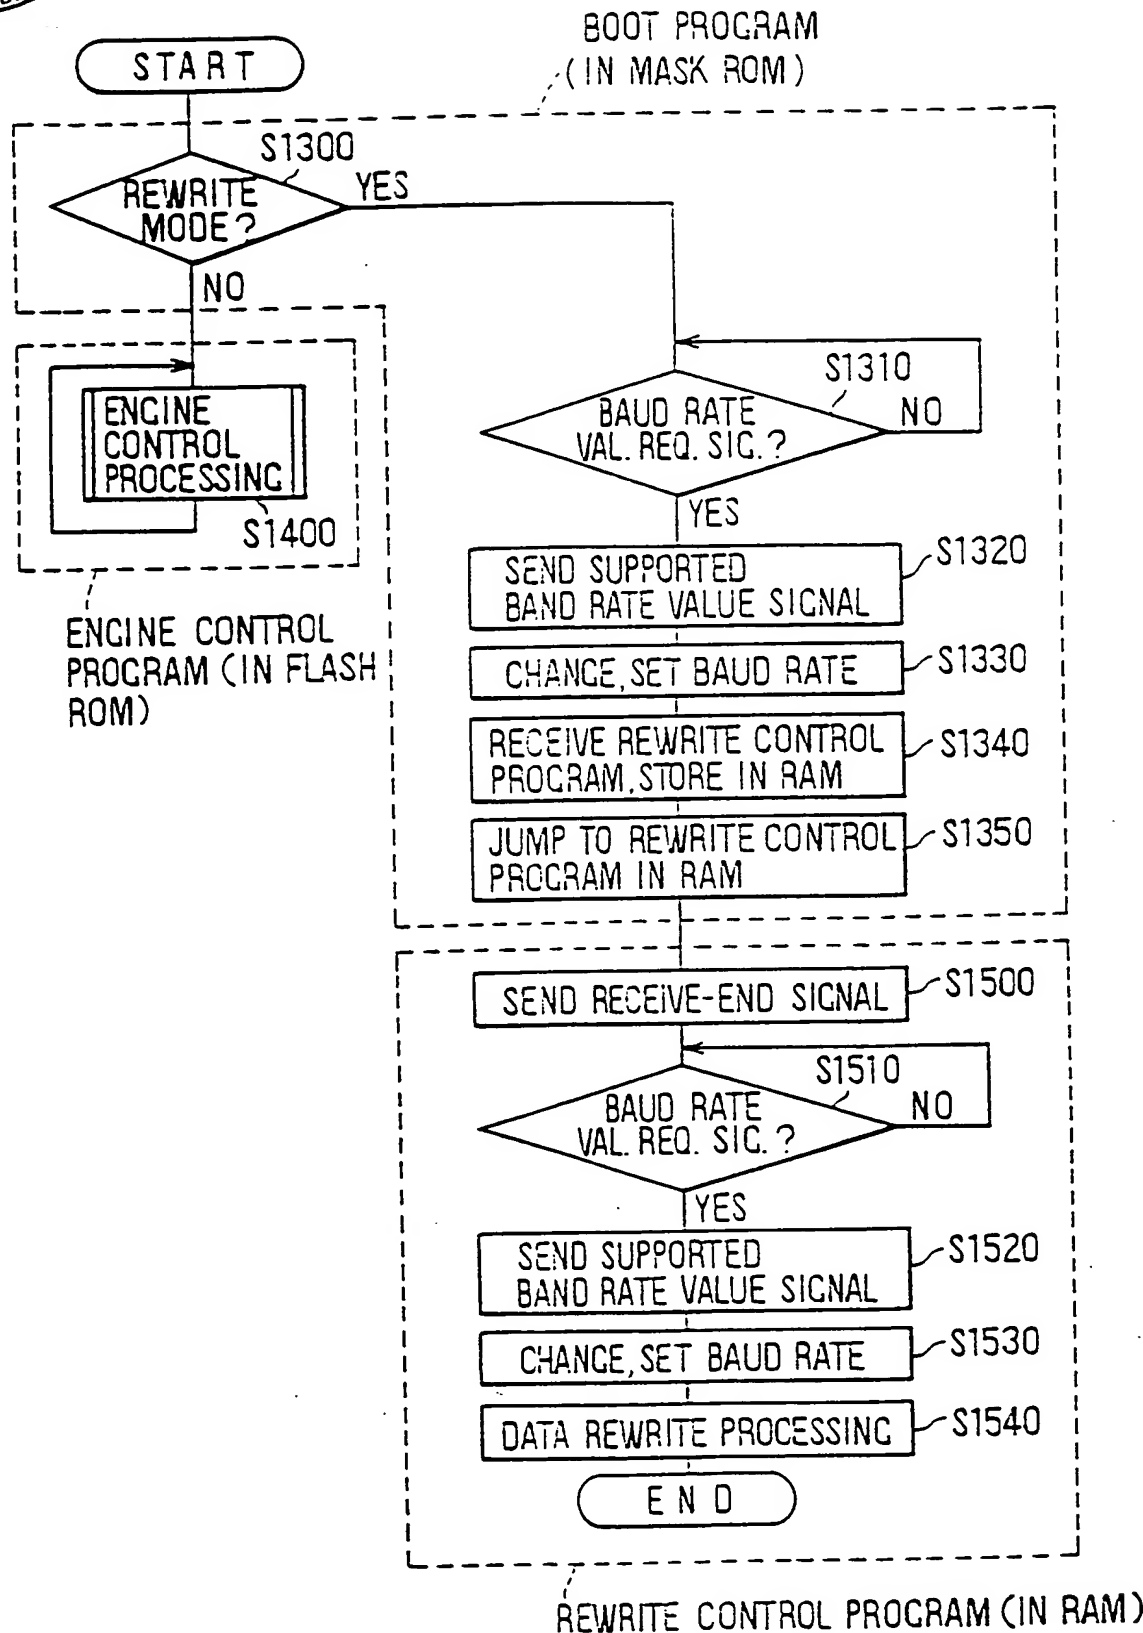 BOOT PROGRAM
(IN MASK ROM)
START
S1300
REWRITE
MODE?
YES
NO
S1310
BAUD RATE
VAL. REQ. SIG.?
NO
YES
ENGINE
CONTROL
PROCESSING
S1400
ENGINE CONTROL
PROGRAM (IN FLASH
ROM)
SEND SUPPORTED
BAND RATE VALUE SIGNAL
S1320
CHANGE, SET BAUD RATE
S1330
RECEIVE REWRITE CONTROL
PROGRAM, STORE IN RAM
S1340
JUMP TO REWRITE CONTROL
PROGRAM IN RAM
S1350
SEND RECEIVE-END SIGNAL
S1500
S1510
BAUD RATE
VAL. REQ. SIG.?
NO
YES
SEND SUPPORTED
BAND RATE VALUE SIGNAL
S1520
CHANGE, SET BAUD RATE
S1530
DATA REWRITE PROCESSING
S1540
END
REWRITE CONTROL PROGRAM (IN RAM)